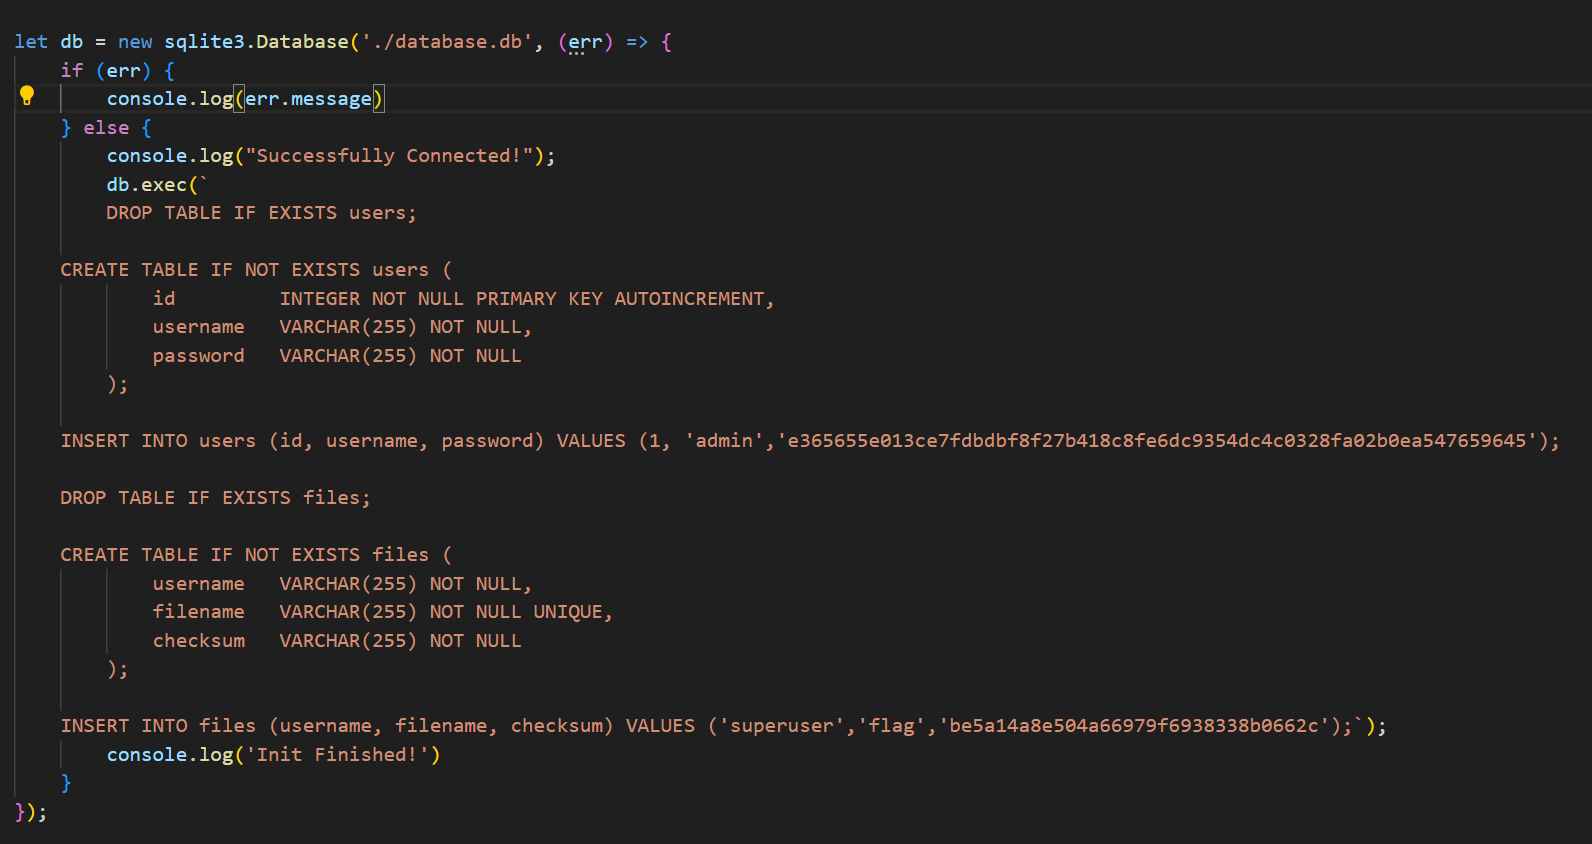 let db = new sqlite3.Database('./database.db', (err) => {
if (err) {
console.log(err.message)
} else {
console.log("Successfully Connected!");
db.exec(`
DROP TABLE IF EXISTS users;
CREATE TABLE IF NOT EXISTS users (
id INTEGER NOT NULL PRIMARY KEY AUTOINCREMENT,
username VARCHAR(255) NOT NULL,
password VARCHAR(255) NOT NULL
);
INSERT INTO users (id, username, password) VALUES (1, 'admin','e365655e013ce7fdbdbf8f27b418c8fe6dc9354dc4c0328fa02b0ea547659645');
DROP TABLE IF EXISTS files;
CREATE TABLE IF NOT EXISTS files (
username VARCHAR(255) NOT NULL,
filename VARCHAR(255) NOT NULL UNIQUE,
checksum VARCHAR(255) NOT NULL
);
INSERT INTO files (username, filename, checksum) VALUES ('superuser','flag','be5a14a8e504a66979f6938338b0662c');`);
console.log('Init Finished!')
}
});